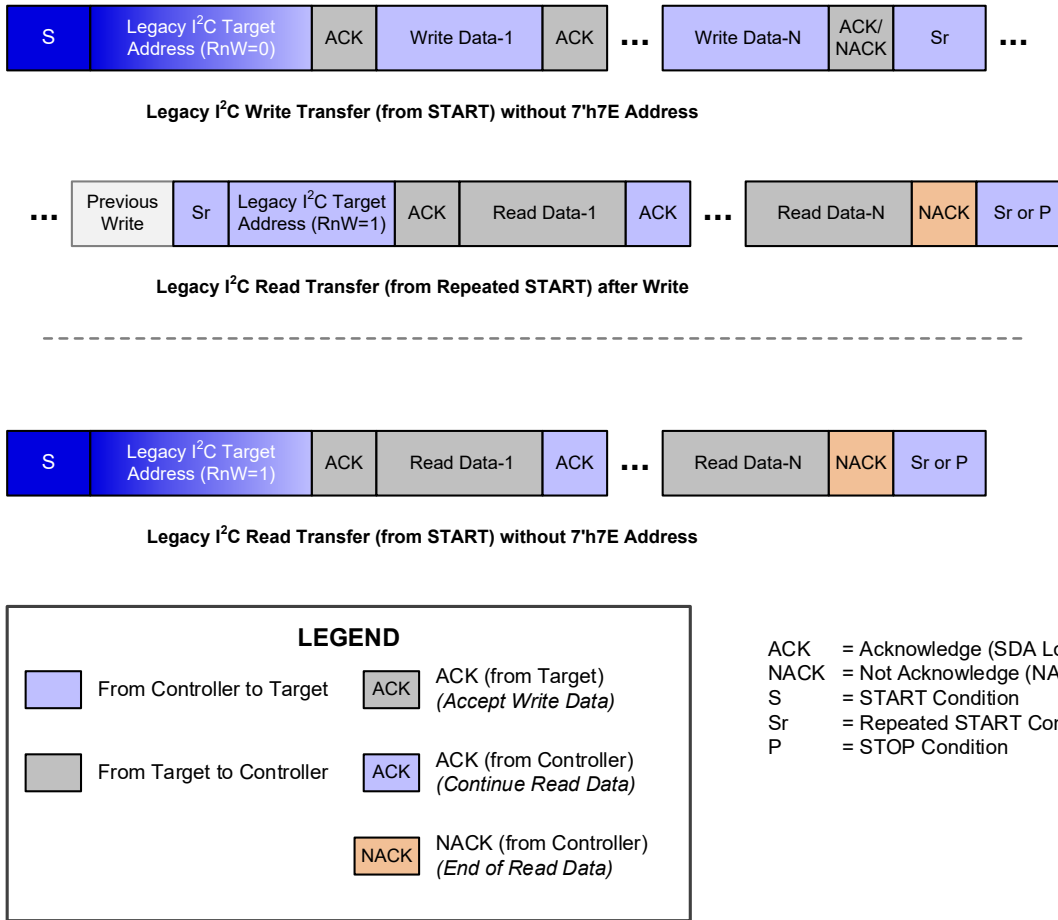 S Legacy I²C Target Address (RnW=0) ACK Write Data-1 ACK ... Write Data-N ACK/ NACK Sr ...
Legacy I²C Write Transfer (from START) without 7'h7E Address
... Previous Write Sr Legacy I²C Target Address (RnW=1) ACK Read Data-1 ACK ... Read Data-N NACK Sr or P
Legacy I²C Read Transfer (from Repeated START) after Write
S Legacy I²C Target Address (RnW=1) ACK Read Data-1 ACK ... Read Data-N NACK Sr or P
Legacy I²C Read Transfer (from START) without 7'h7E Address
LEGEND
From Controller to Target
From Target to Controller
ACK ACK (from Target)
(Accept Write Data)
ACK ACK (from Controller)
(Continue Read Data)
NACK NACK (from Controller)
(End of Read Data)
ACK = Acknowledge (SDA
NACK = Not Acknowledge
S = START Condition
Sr = Repeated START
P = STOP Condition